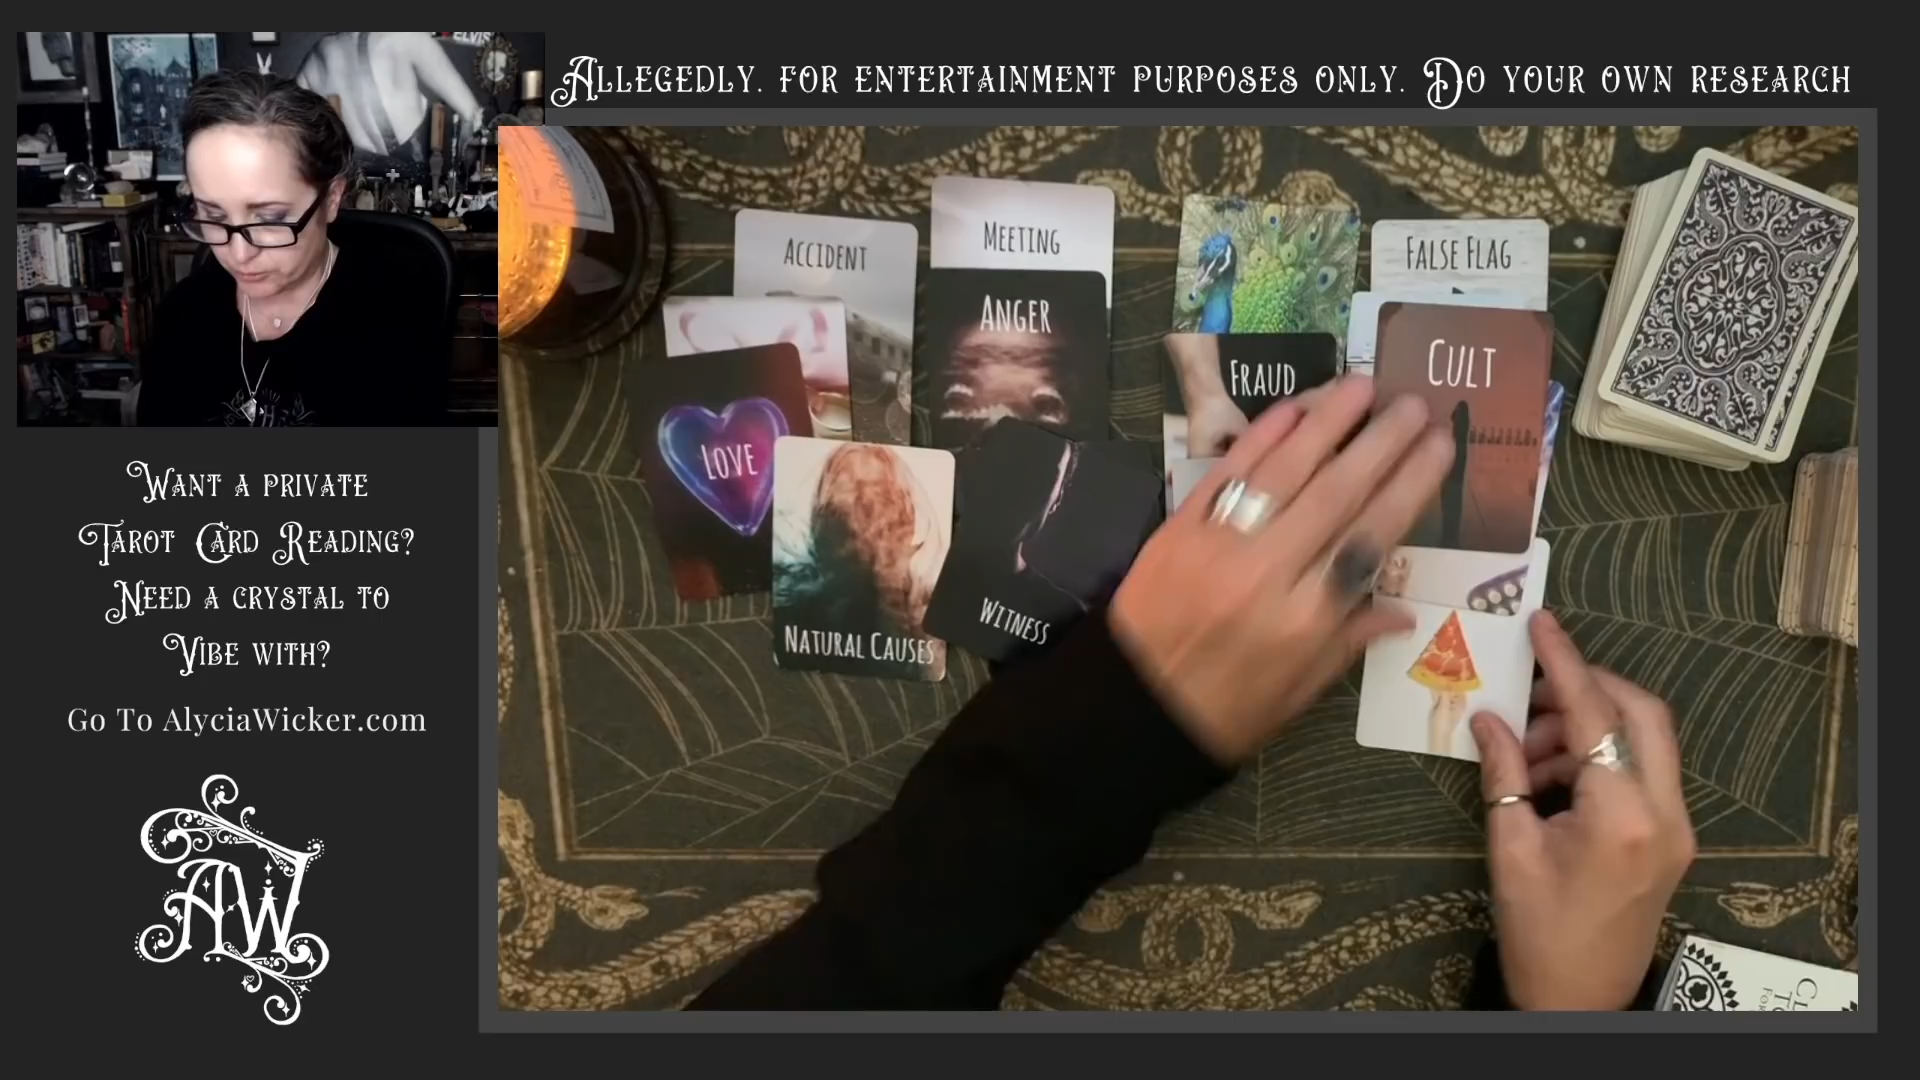 ELVIS
Allegedly. for entertainment purposes only. Do your own research
Accident
Meeting
False Flag
Anger
Cult
Fraud
Love
Witness
Natural Causes
Want a private
Tarot Card Reading?
Need a crystal to
Vibe with?
Go To AlyciaWicker.com
AW